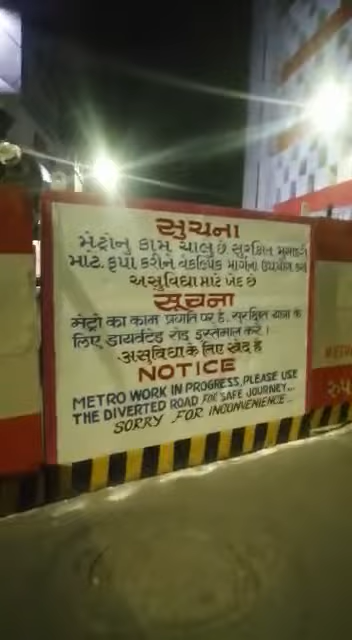 સુચના
મેટ્રોનુ કામ ચાલુ છે સુરક્ષિત મુસાફરી
માટે કૃપા કરીને વૈકલ્પિક માર્ગનો ઉપયોગ કરો
અસુવિધા માટે ખેદ છે
सूचना
मेट्रो का काम प्रगति पर है. सुरक्षित यात्रा के
लिए डायवर्टेड रोड इस्तमाल करे।
असुविधा के लिए खेद है
NOTICE
METRO WORK IN PROGRESS, PLEASE USE
THE DIVERTED ROAD FOR SAFE JOURNEY...
SORRY FOR INCONVENIENCE..